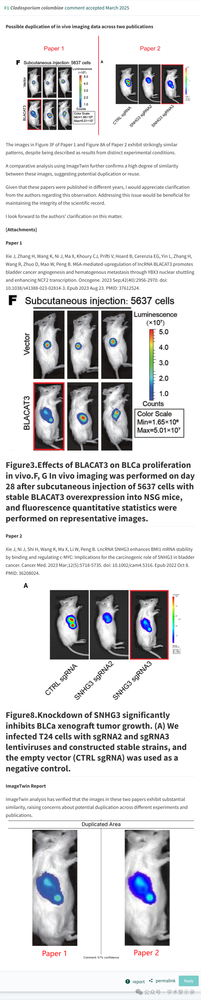 #1 Cladosporium colombiae comment accepted March 2025
Possible duplication of in vivo imaging data across two publications
Paper 1
Paper 2
F Subcutaneous injection: 5637 cells
Vector
BLACAT3
Luminescence
(×10⁷)
5.0
4.0
3.0
2.0
1.0
Counts
Color Scale
Min=1.65×10⁶
Max=5.01×10⁷
A
CTRL sgRNA
SNHG3 sgRNA2
SNHG3 sgRNA3
The images in Figure 3F of Paper 1 and Figure 8A of Paper 2 exhibit strikingly similar
patterns, despite being described as results from distinct experimental conditions.
A comparative analysis using ImageTwin further confirms a high degree of similarity
between these images, suggesting potential duplication or reuse.
Given that these papers were published in different years, I would appreciate clarification
from the authors regarding this observation. Addressing this issue would be beneficial for
maintaining the integrity of the scientific record.
I look forward to the authors' clarification on this matter.
[Attachments]
Paper 1
Xie J, Zhang H, Wang K, Ni J, Ma X, Khoury CJ, Prifti V, Hoard B, Cerenzia EG, Yin L, Zhang H,
Wang R, Zhuo D, Mao W, Peng B. M6A-mediated-upregulation of lncRNA BLACAT3 promotes
bladder cancer angiogenesis and hematogenous metastasis through YBX3 nuclear shuttling
and enhancing NCF2 transcription. Oncogene. 2023 Sep;42(40):2956-2970. doi:
10.1038/s41388-023-02814-3. Epub 2023 Aug 23. PMID: 37612524.
F Subcutaneous injection: 5637 cells
Vector
BLACAT3
Luminescence
(×10⁷)
5.0
4.0
3.0
2.0
1.0
Counts
Color Scale
Min=1.65×10⁶
Max=5.01×10⁷
Figure3.Effects of BLACAT3 on BLCa proliferation
in vivo.F, G In vivo imaging was performed on day
28 after subcutaneous injection of 5637 cells with
stable BLACAT3 overexpression into NSG mice,
and fluorescence quantitative statistics were
performed on representative images.
Paper 2
Xie J, Ni J, Shi H, Wang K, Ma X, Li W, Peng B. LncRNA SNHG3 enhances BMI1 mRNA stability
by binding and regulating c-MYC: Implications for the carcinogenic role of SNHG3 in bladder
cancer. Cancer Med. 2023 Mar;12(5):5718-5735. doi: 10.1002/cam4.5316. Epub 2022 Oct 8.
PMID: 36208024.
A
CTRL sgRNA
SNHG3 sgRNA2
SNHG3 sgRNA3
Figure8.Knockdown of SNHG3 significantly
inhibits BLCa xenograft tumor growth. (A) We
infected T24 cells with sgRNA2 and sgRNA3
lentiviruses and constructed stable strains, and
the empty vector (CTRL sgRNA) was used as a
negative control.
ImageTwin Report
ImageTwin analysis has verified that the images in these two papers exhibit substantial
similarity, raising concerns about potential duplication across different experiments and
publications.
Duplicated Area
Paper 1
Paper 2
Comment: 57% confidence
report
permalink
Reply
公众号 · 学术警示录